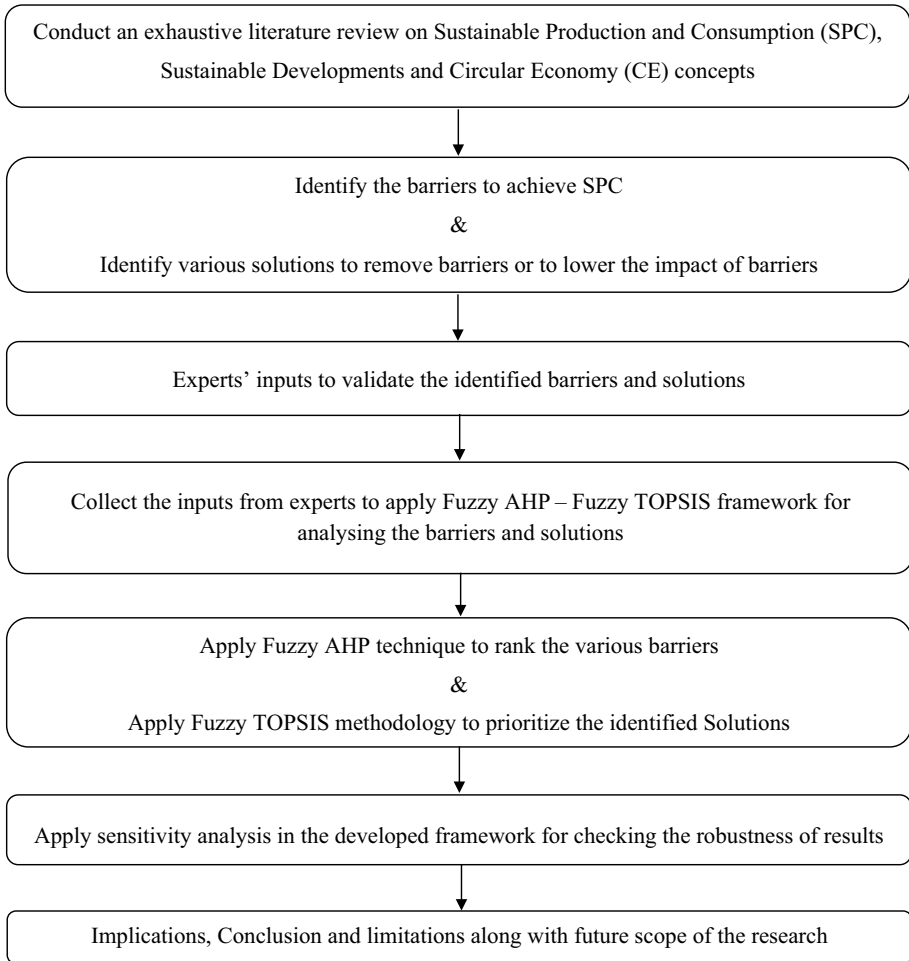 Conduct an exhaustive literature review on Sustainable Production and Consumption (SPC),
Sustainable Developments and Circular Economy (CE) concepts
Identify the barriers to achieve SPC
&
Identify various solutions to remove barriers or to lower the impact of barriers
Experts’ inputs to validate the identified barriers and solutions
Collect the inputs from experts to apply Fuzzy AHP – Fuzzy TOPSIS framework for
analysing the barriers and solutions
Apply Fuzzy AHP technique to rank the various barriers
&
Apply Fuzzy TOPSIS methodology to prioritize the identified Solutions
Apply sensitivity analysis in the developed framework for checking the robustness of results
Implications, Conclusion and limitations along with future scope of the research